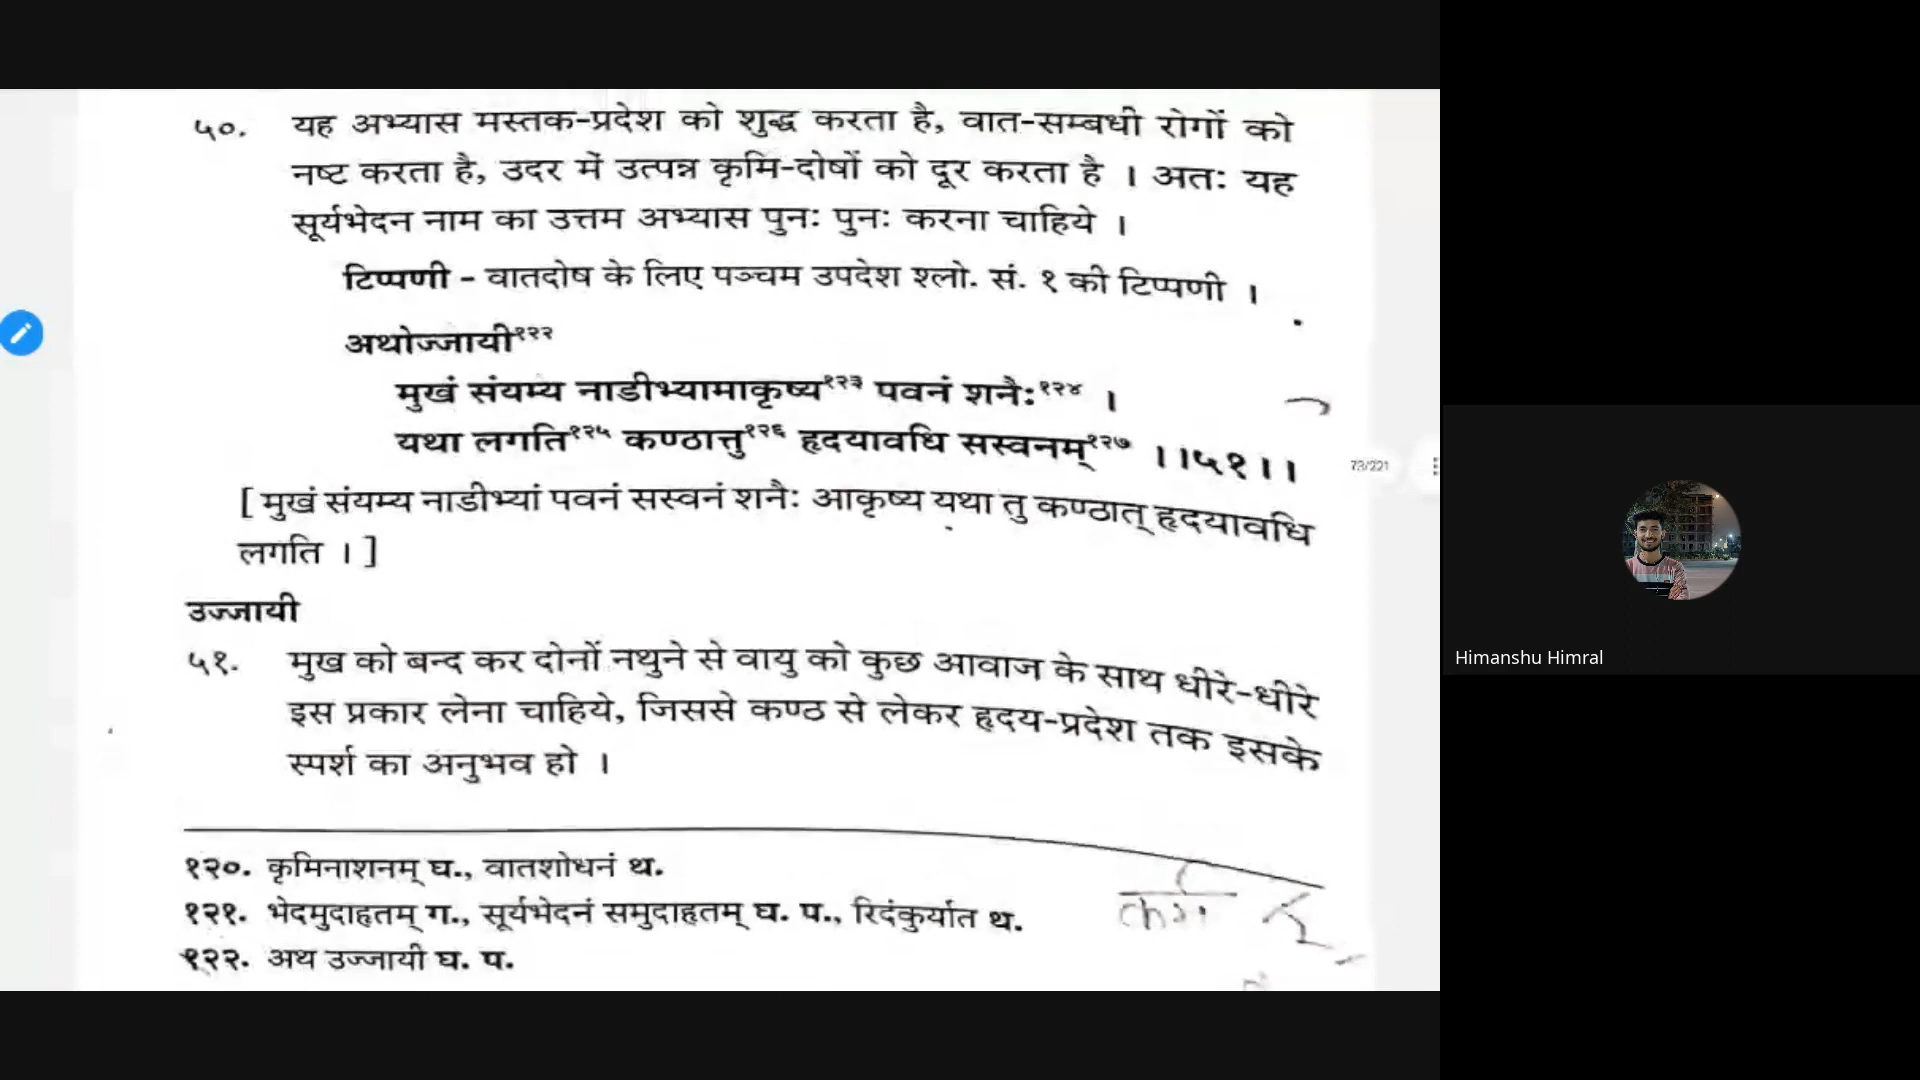 ५०. यह अभ्यास मस्तक-प्रदेश को शुद्ध करता है, वात-सम्बधी रोगों को
नष्ट करता है, उदर में उत्पन्न कृमि-दोषों को दूर करता है । अतः यह
सूर्यभेदन नाम का उत्तम अभ्यास पुनः पुनः करना चाहिये ।
टिप्पणी - वातदोष के लिए पञ्चम उपदेश श्लो. सं. १ की टिप्पणी ।
अथोज्जायी१२२
मुखं संयम्य नाडीभ्यामाकृष्य१२३ पवनं शनैः१२४ ।
यथा लगति१२५ कण्ठात्तु१२६ हृदयावधि सस्वनम्१२७ ।।५१।।
73/221
[ मुखं संयम्य नाडीभ्यां पवनं सस्वनं शनैः आकृष्य यथा तु कण्ठात् हृदयावधि
लगति । ]
उज्जायी
५१. मुख को बन्द कर दोनों नथुने से वायु को कुछ आवाज के साथ धीरे-धीरे
इस प्रकार लेना चाहिये, जिससे कण्ठ से लेकर हृदय-प्रदेश तक इसके
स्पर्श का अनुभव हो ।
१२०. कृमिनाशनम् घ., वातशोधनं थ.
१२१. भेदमुदाहृतम् ग., सूर्यभेदनं समुदाहृतम् घ. प., रिदंकुर्यात थ.
१२२. अथ उज्जायी घ. प.
Himanshu Himral